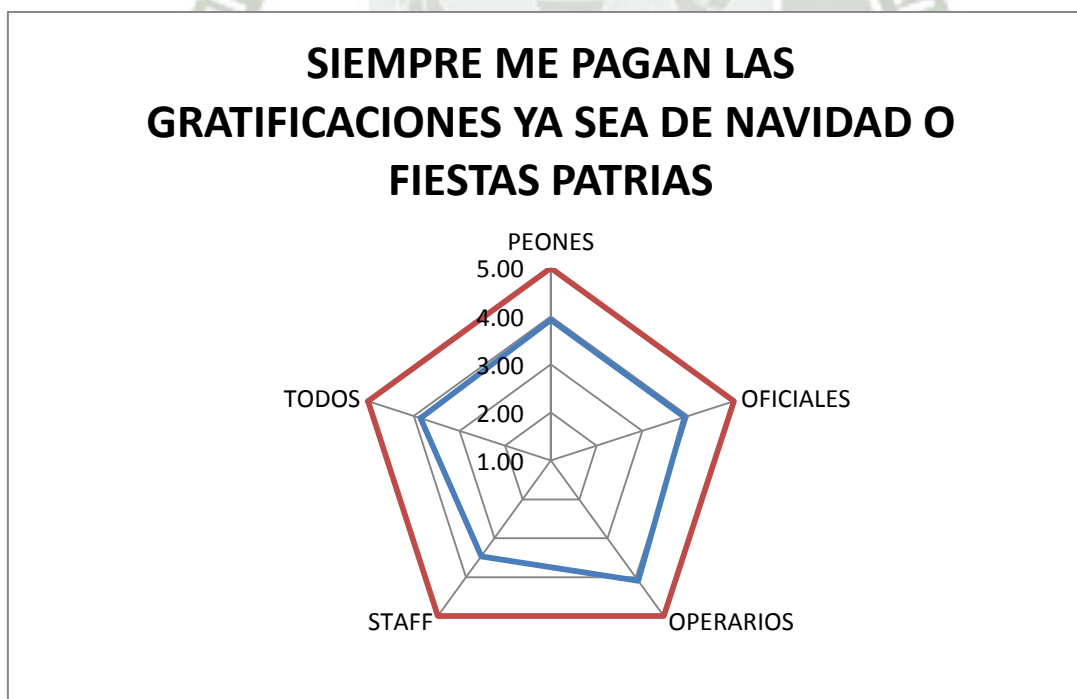 SIEMPRE ME PAGAN LAS
GRATIFICACIONES YA SEA DE NAVIDAD O
FIESTAS PATRIAS
PEONES
5.00
4.00
3.00
2.00
1.00
TODOS
OFICIALES
STAFF
OPERARIOS